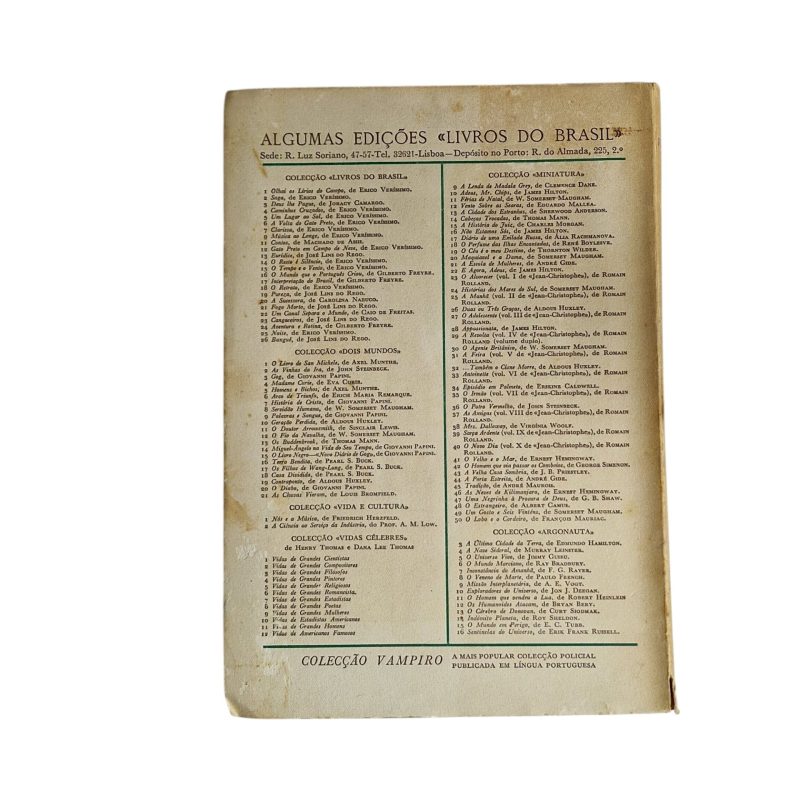 ALGUMAS EDIÇÕES «LIVROS DO BRASIL»
Sede: R. Luz Soriano, 47-57-Tel. 32621-Lisboa—Depósito no Porto: R. do Almada, 225, 2.º
COLECÇÃO «LIVROS DO BRASIL»
1 Olhai os Lírios do Campo, de ERICO VERÍSSIMO.
2 Saga, de ERICO VERÍSSIMO.
3 Deus lhe Pague, de JORACY CAMARGO.
4 Caminhos Cruzados, de ERICO VERÍSSIMO.
5 Um Lugar ao Sol, de ERICO VERÍSSIMO.
6 A Volta do Gato Preto, de ERICO VERÍSSIMO.
7 Clarissa, de ERICO VERÍSSIMO.
9 Música ao Longe, de ERICO VERÍSSIMO.
11 Contos, de MACHADO DE ASSIS.
12 Gato Preto em Campo de Neve, de ERICO VERÍSSIMO.
13 Eurídice, de JOSÉ LINS DO REGO.
14 O Resto é Silêncio, de ERICO VERÍSSIMO.
15 O Tempo e o Vento, de ERICO VERÍSSIMO.
16 O Mundo que o Português Criou, de GILBERTO FREYRE.
17 Interpretação do Brasil, de GILBERTO FREYRE.
18 O Retrato, de ERICO VERÍSSIMO.
19 Pureza, de JOSÉ LINS DO REGO.
20 A Sucessora, de CAROLINA NABUCO.
21 Fogo Morto, de JOSÉ LINS DO REGO.
22 Um Canal Separa o Mundo, de CAIO DE FREITAS.
23 Cangaceiros, de JOSÉ LINS DO REGO.
24 Aventura e Rotina, de GILBERTO FREYRE.
25 Noite, de ERICO VERÍSSIMO.
26 Banguê, de JOSÉ LINS DO REGO.
COLECÇÃO «DOIS MUNDOS»
1 O Livro de San Michele, de AXEL MUNTHE.
2 As Vinhas da Ira, de JOHN STEINBECK.
3 Gog, de GIOVANNI PAPINI.
4 Madame Curie, de EVA CURIE.
5 Homens e Bichos, de AXEL MUNTHE.
6 Arco de Triunfo, de ERICH MARIA REMARQUE.
7 História de Cristo, de GIOVANNI PAPINI.
8 Servidão Humana, de W. SOMERSET MAUGHAM.
9 Palavras e Sangue, de GIOVANNI PAPINI.
10 Geração Perdida, de ALDOUS HUXLEY.
11 O Doutor Arrowsmith, de SINCLAIR LEWIS.
12 O Fio da Navalha, de W. SOMERSET MAUGHAM.
13 Os Buddenbrook, de THOMAS MANN.
14 Miguel-Ângelo na Vida do Seu Tempo, de GIOVANNI PAPINI.
15 O Livro Negro—«Novo Diário de Gog», de GIOVANNI PAPINI.
16 Terra Bendita, de PEARL S. BUCK.
17 Os Filhos de Wang-Lung, de PEARL S. BUCK.
18 Casa Dividida, de PEARL S. BUCK.
19 Contraponto, de ALDOUS HUXLEY.
20 O Diabo, de GIOVANNI PAPINI.
21 As Chuvas Vieram, de LOUIS BROMFIELD.
COLECÇÃO «VIDA E CULTURA»
1 Nós e a Música, de FRIEDRICH HERZFELD.
2 A Ciência ao Serviço da Indústria, do PROF. A. M. LOW.
COLECÇÃO «VIDAS CÉLEBRES»
DE HENRY THOMAS E DANA LEE THOMAS
1 Vidas de Grandes Cientistas
2 Vidas de Grandes Compositores
3 Vidas de Grandes Filósofos
4 Vidas de Grandes Pintores
5 Vidas de Grandes Religiosos
6 Vidas de Grandes Romancistas.
7 Vidas de Grandes Estadistas
8 Vidas de Grandes Poetas
9 Vidas de Grandes Mulheres
10 Vidas de Estadistas Americanos
11 Vidas de Grandes Homens
12 Vidas de Americanos Famosos
COLECÇÃO «MINIATURA»
9 A Lenda de Madala Grey, de CLEMENCE DANE.
10 Adeus, Mr. Chips, de JAMES HILTON.
11 Férias de Natal, de W. SOMERSET MAUGHAM.
12 Vento Sobre as Searas, de EDUARDO MALLEA.
13 A Cidade dos Estranhos, de SHERWOOD ANDERSON.
14 Cabeças Trocadas, de THOMAS MANN.
15 A História do Juiz, de CHARLES MORGAN.
16 Não Estamos Sós, de JAMES HILTON.
17 Diário de uma Exilada Russa, de ÁLIA RACHMANOVA.
18 O Perfume das Ilhas Encantadas, de RENÉ BOYLESVE.
19 O Céu é o meu Destino, de THORNTON WILDER.
20 Maquiavel e a Dama, de SOMERSET MAUGHAM.
21 A Escola de Mulheres, de ANDRÉ GIDE.
22 E Agora, Adeus, de JAMES HILTON.
23 O Alvorecer (vol. I de «Jean-Christophe»), de ROMAIN
ROLLAND.
24 Histórias dos Mares do Sul, de SOMERSET MAUGHAM.
25 A Manhã (vol. II de «Jean-Christophe»), de ROMAIN
ROLLAND.
26 Duas ou Três Graças, de ALDOUS HUXLEY.
27 O Adolescente (vol. III de «Jean-Christophe»), de ROMAIN
ROLLAND.
28 Appassionata, de JAMES HILTON.
29 A Revolta (vol. IV de «Jean-Christophe»), de ROMAIN
ROLLAND (volume duplo).
30 O Agente Britânico, de W. SOMERSET MAUGHAM.
31 A Feira (vol. V de «Jean-Christophe»), de ROMAIN
ROLLAND.
32 ...Também o Cisne Morre, de ALDOUS HUXLEY.
33 Antoinette (vol. VI de «Jean-Christophe»), de ROMAIN
ROLLAND.
34 Episódio em Palmeto, de ERSKINE CALDWELL.
35 O Irmão (vol. VII de «Jean-Christophe»), de ROMAIN
ROLLAND.
36 O Potro Vermelho, de JOHN STEINBECK.
37 As Amigas (vol. VIII de «Jean-Christophe»), de ROMAIN
ROLLAND.
38 Mrs. Dalloway, de VIRGÍNIA WOOLF.
39 Sarça Ardente (vol. IX de «Jean-Christophe»), de ROMAIN
ROLLAND.
40 O Novo Dia (vol. X de «Jean-Christophe»), de ROMAIN
ROLLAND.
41 O Velho e o Mar, de ERNEST HEMINGWAY.
42 O Homem que via passar os Comboios, de GEORGE SIMENON.
43 A Velha Casa Sombria, de J. B. PRIESTLEY.
44 A Porta Estreita, de ANDRÉ GIDE.
45 Tradição, de ANDRÉ MAUROIS.
46 As Neves de Kilimanjaro, de ERNEST HEMINGWAY.
47 Uma Negrinha à Procura de Deus, de G. B. SHAW.
48 O Estrangeiro, de ALBERT CAMUS.
49 Um Gosto e Seis Vinténs, de SOMERSET MAUGHAM.
50 O Lobo e o Cordeiro, de FRANÇOIS MAURIAC.
COLECÇÃO «ARGONAUTA»
3 A Última Cidade da Terra, de EDMUNDO HAMILTON.
4 A Nave Sideral, de MURRAY LEINSTER.
5 O Universo Vivo, de JIMMY GUIEU.
6 O Mundo Marciano, de RAY BRADBURY.
7 Inconstância do Amanhã, de F. G. RAYER.
8 O Veneno de Marte, de PAULO FRENCH.
9 Missão Interplanetária, de A. E. VOGT.
10 Exploradores do Universo, de JON J. DEEGAN.
11 O Homem que vendeu a Lua, de ROBERT HEINLEIN
12 Os Humanoides Atacam, de BRYAN BERY.
13 O Cérebro de Donovan, de CURT SIODMAK.
14 Indómito Planeta, de ROY SHELDON.
15 O Mundo em Perigo, de E. C. TUBB.
16 Sentinelas do Universo, de ERIK FRANK RUSSELL.
COLECÇÃO VAMPIRO
A MAIS POPULAR COLECÇÃO POLICIAL
PUBLICADA EM LÍNGUA PORTUGUESA